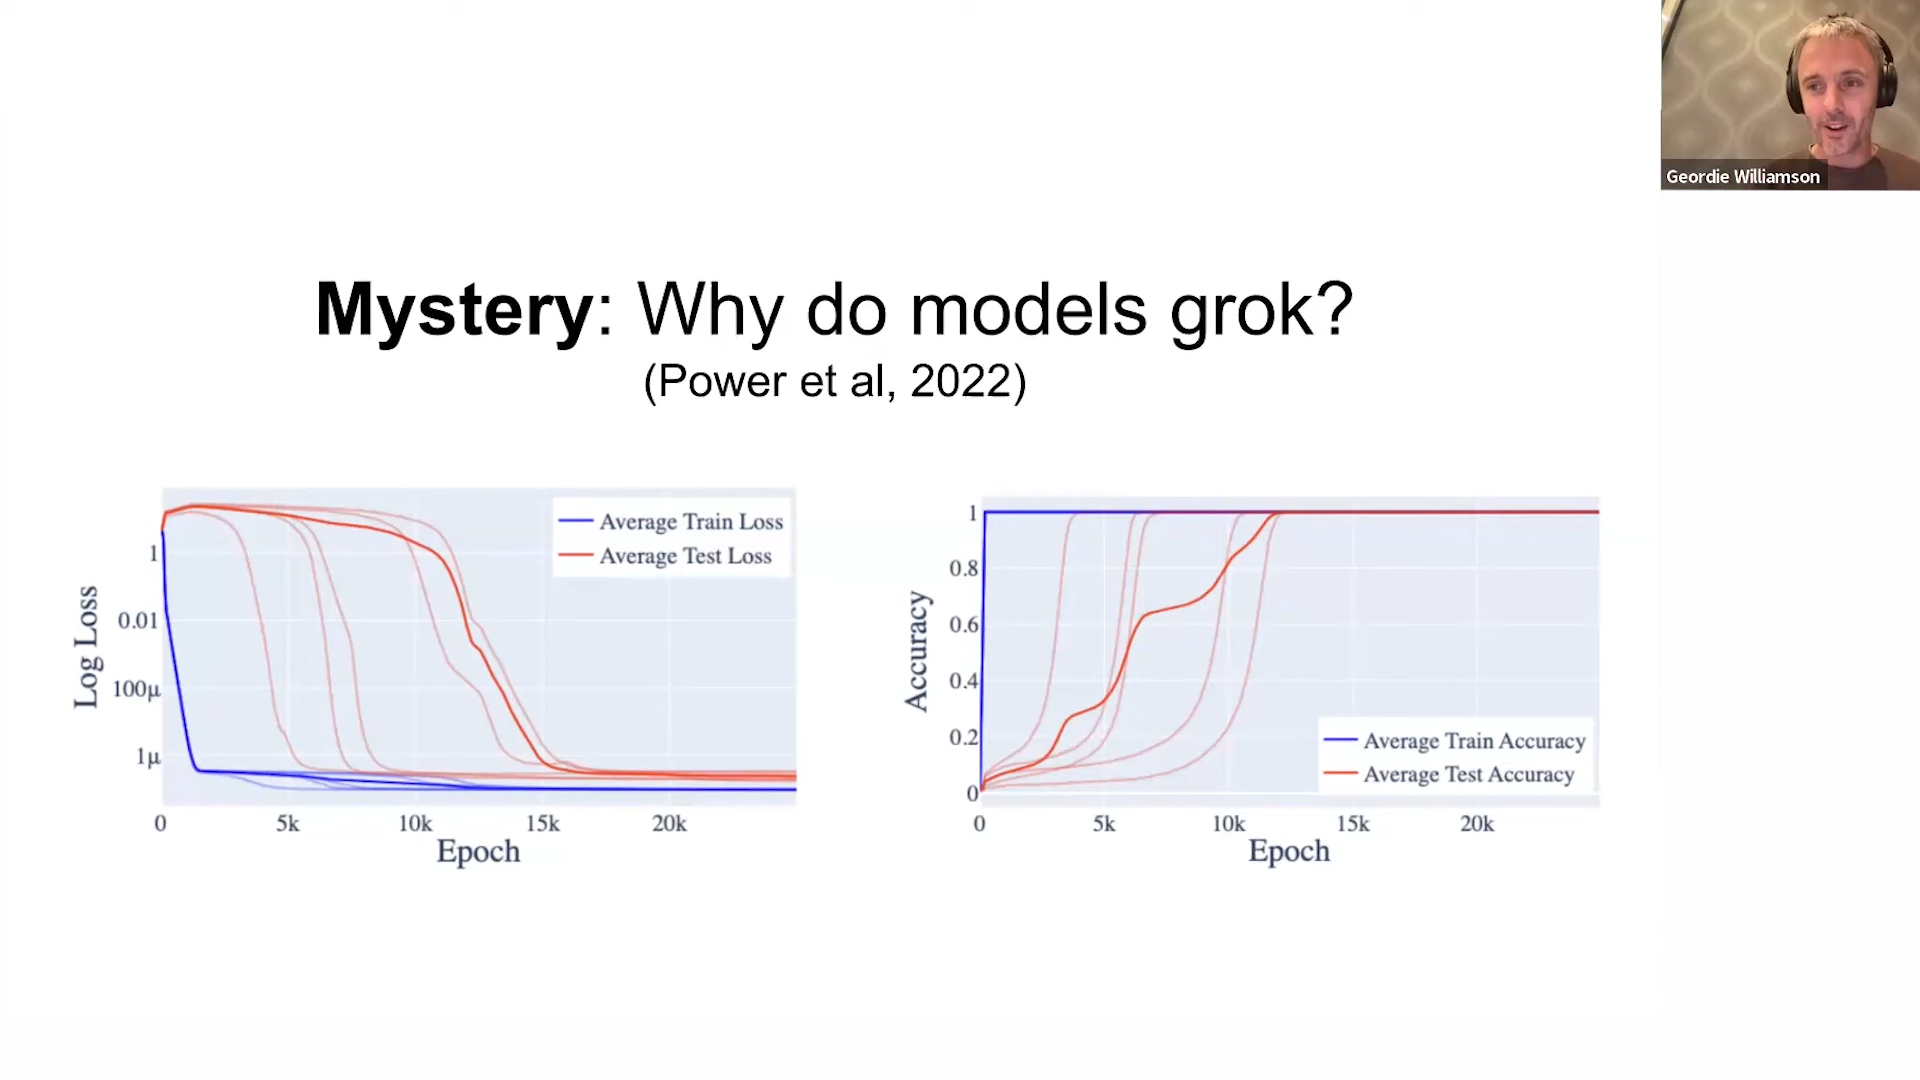 Geordie Williamson
Mystery: Why do models grok?
(Power et al, 2022)
Average Train Loss
Average Test Loss
1
0.01
100μ
1μ
Log Loss
0
5k
10k
15k
20k
Epoch
1
0.8
0.6
0.4
0.2
0
Accuracy
Average Train Accuracy
Average Test Accuracy
0
5k
10k
15k
20k
Epoch